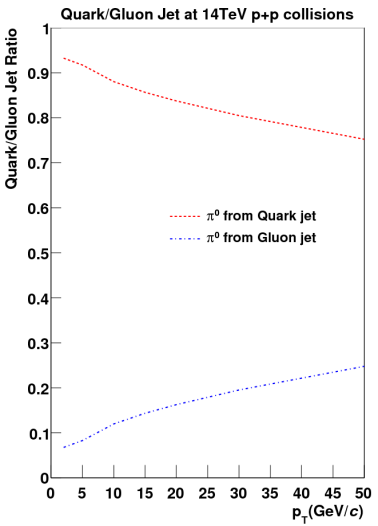 Quark/Gluon Jet at 14TeV p+p collisions
Quark/Gluon Jet Ratio
1
0.9
0.8
0.7
0.6
0.5
0.4
0.3
0.2
0.1
0
π⁰ from Quark jet
π⁰ from Gluon jet
0 5 10 15 20 25 30 35 40 45 50
p_T(GeV/c)